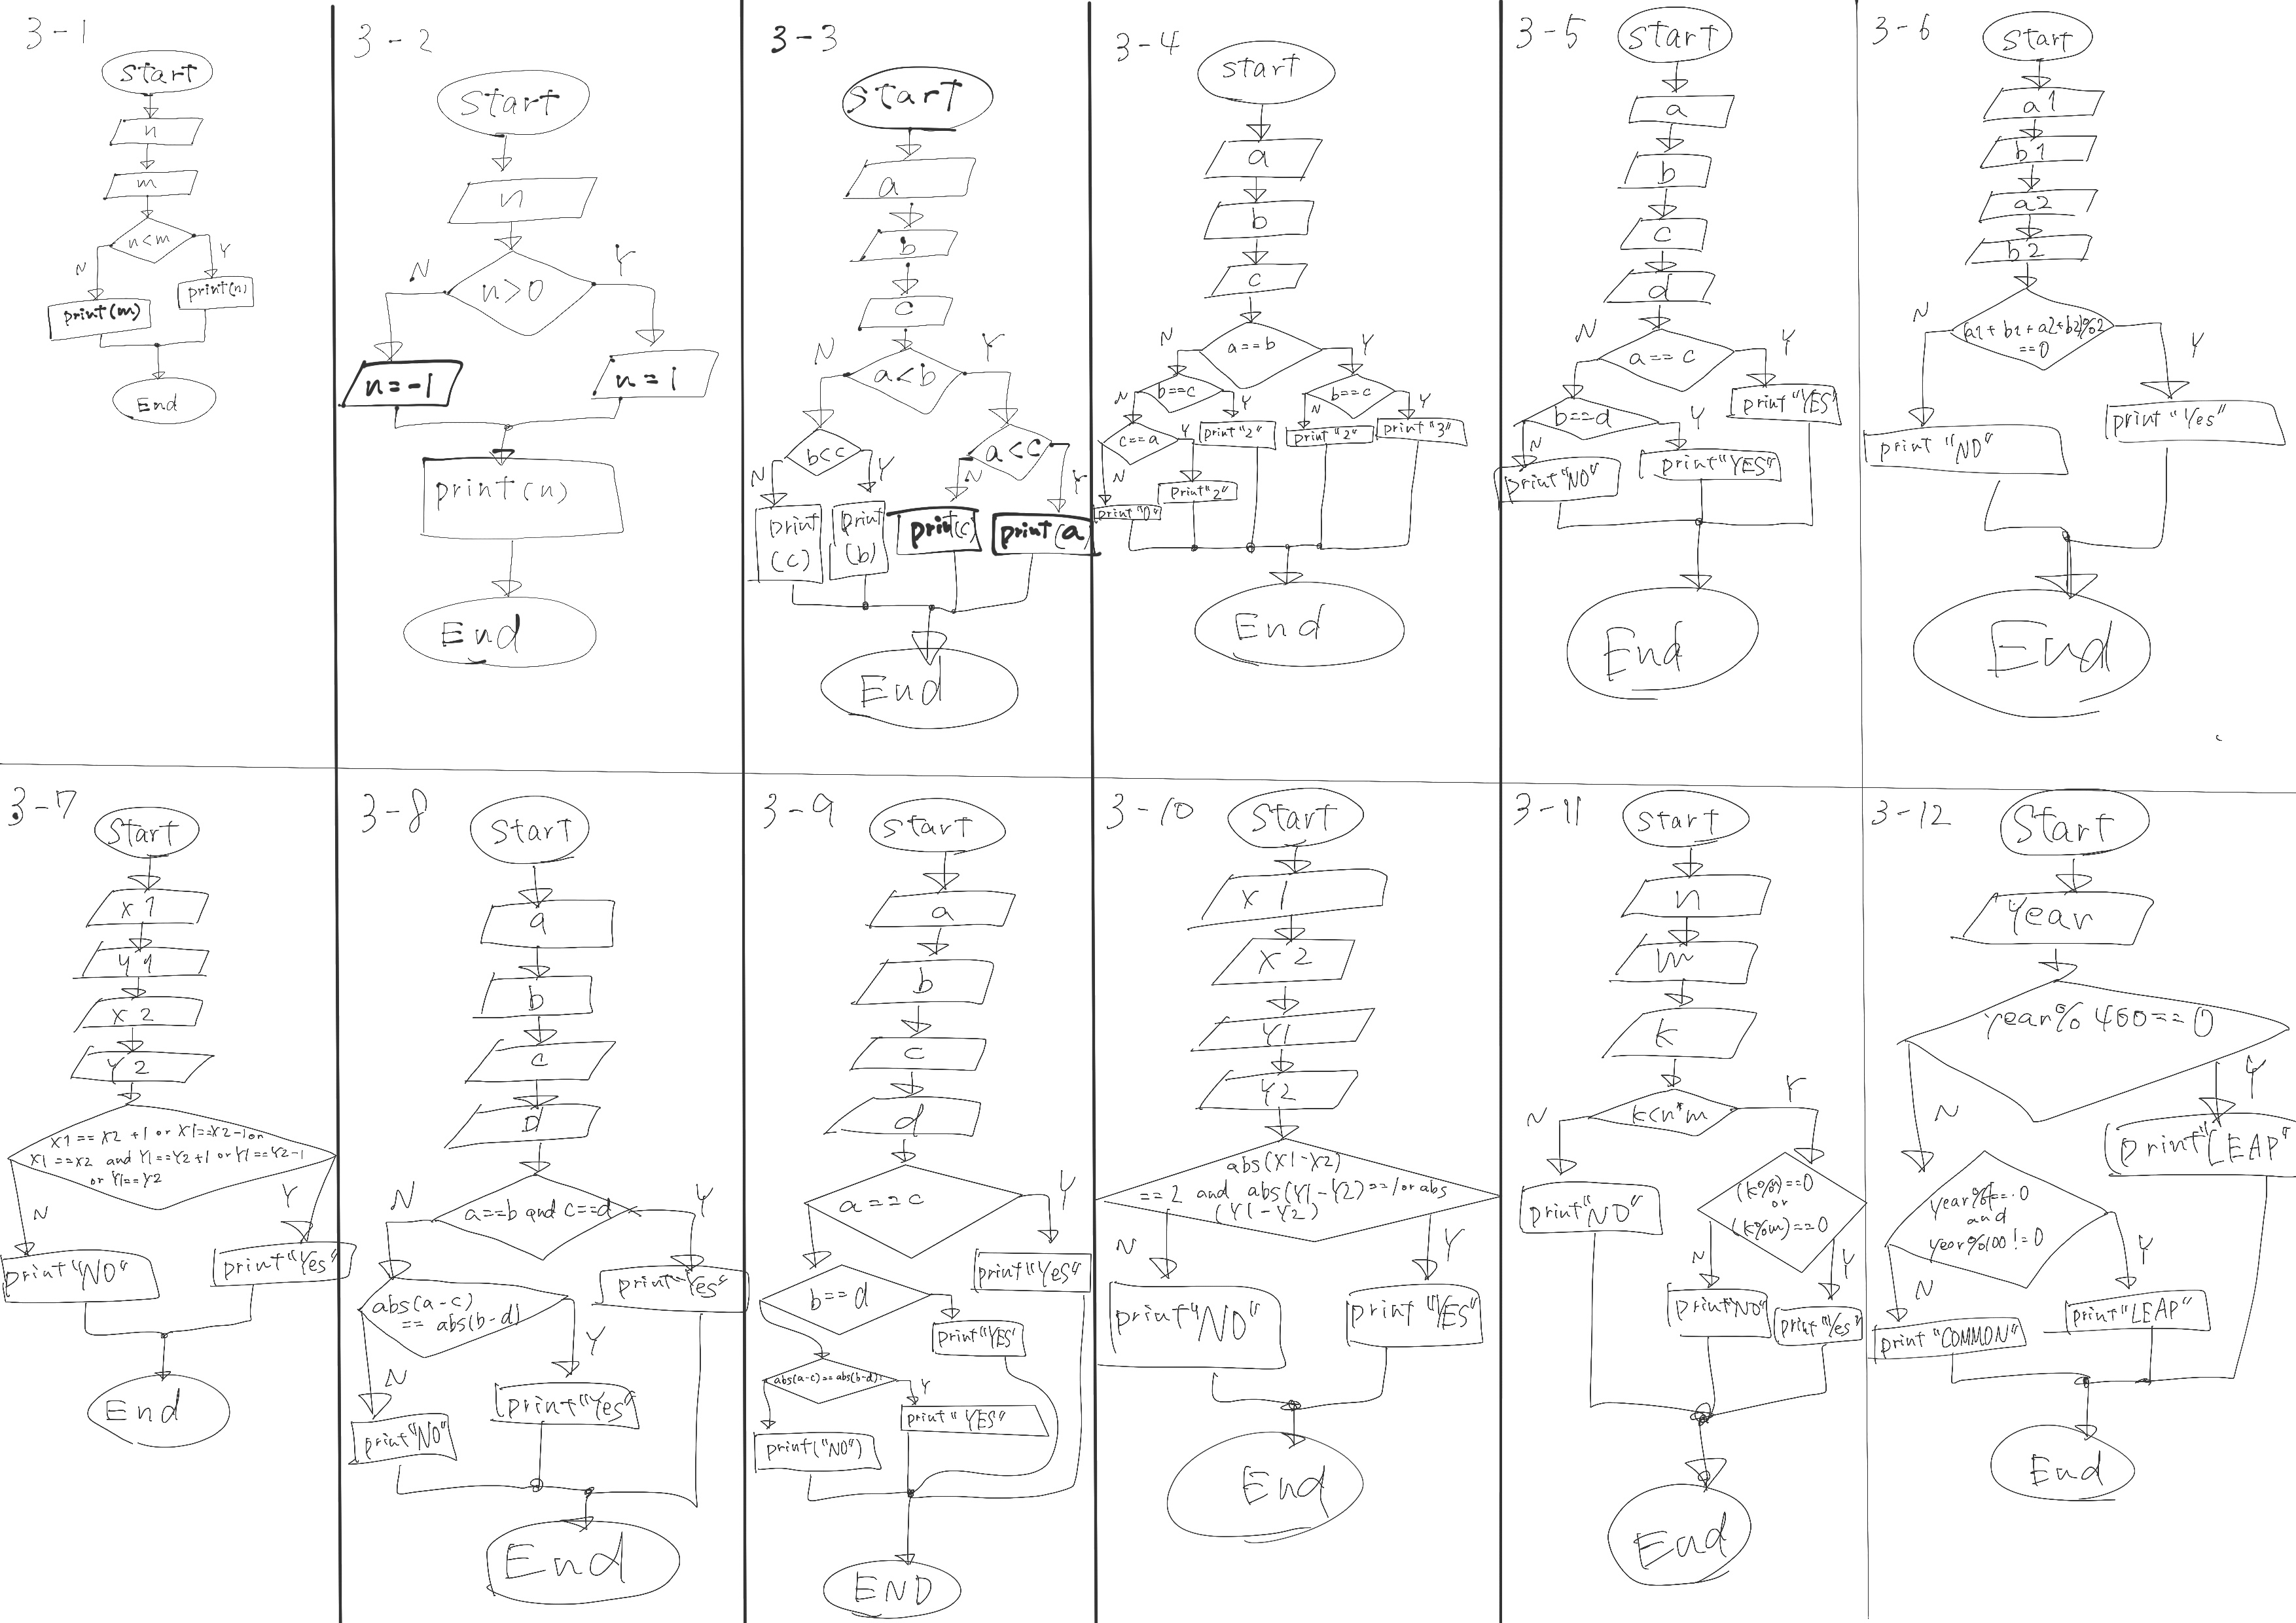 3-1
Start
n
m
n<m
N
Y
print(m)
print(n)
End
3-2
Start
n
n>0
N
Y
n=-1
n=1
print(n)
End
3-3
Start
a
b
c
a<b
N
Y
b<c
a<c
N
Y
N
Y
print
(c)
print
(b)
print(c)
print(a)
End
3-4
Start
a
b
c
a==b
N
Y
b==c
b==c
N
Y
N
Y
c==a
Y
print"2"
print"2"
print"3"
N
print"2"
print"0"
End
3-5
Start
a
b
c
d
a==c
N
Y
print"YES"
b==d
Y
N
print"NO"
print"YES"
End
3-6
Start
a1
b1
a2
b2
(a1+b1+a2+b2)%2
==0
N
Y
print "NO"
print "Yes"
End
3-7
Start
x1
y1
x2
Y2
X1==X2+1 or X1==X2-1 or
X1==X2 and Y1==Y2+1 or Y1==Y2-1
or Y1==Y2
N
Y
print"NO"
print"Yes"
End
3-8
Start
a
b
c
D
a==b and c==d
N
Y
print"Yes"
abs(a-c)
==abs(b-d)
Y
N
print"Yes"
print"NO"
End
3-9
Start
a
b
c
d
a==c
Y
print"Yes"
b==d
print"YES"
abs(a-c)==abs(b-d)
Y
print"YES"
print("NO")
END
3-10
Start
x1
x2
Y1
Y2
abs(X1-X2)
==2 and abs(Y1-Y2)==1 or abs
(Y1-Y2)
N
Y
print"NO"
print "YES"
End
3-11
Start
n
m
k
k<n*m
N
Y
print"NO"
(k%n)==0
or
(k%m)==0
N
Y
print"NO"
print"Yes"
End
3-12
Start
Year
year%400==0
Y
N
print"LEAP"
and
year%100!=0
Y
N
print"LEAP"
print "COMMON"
End